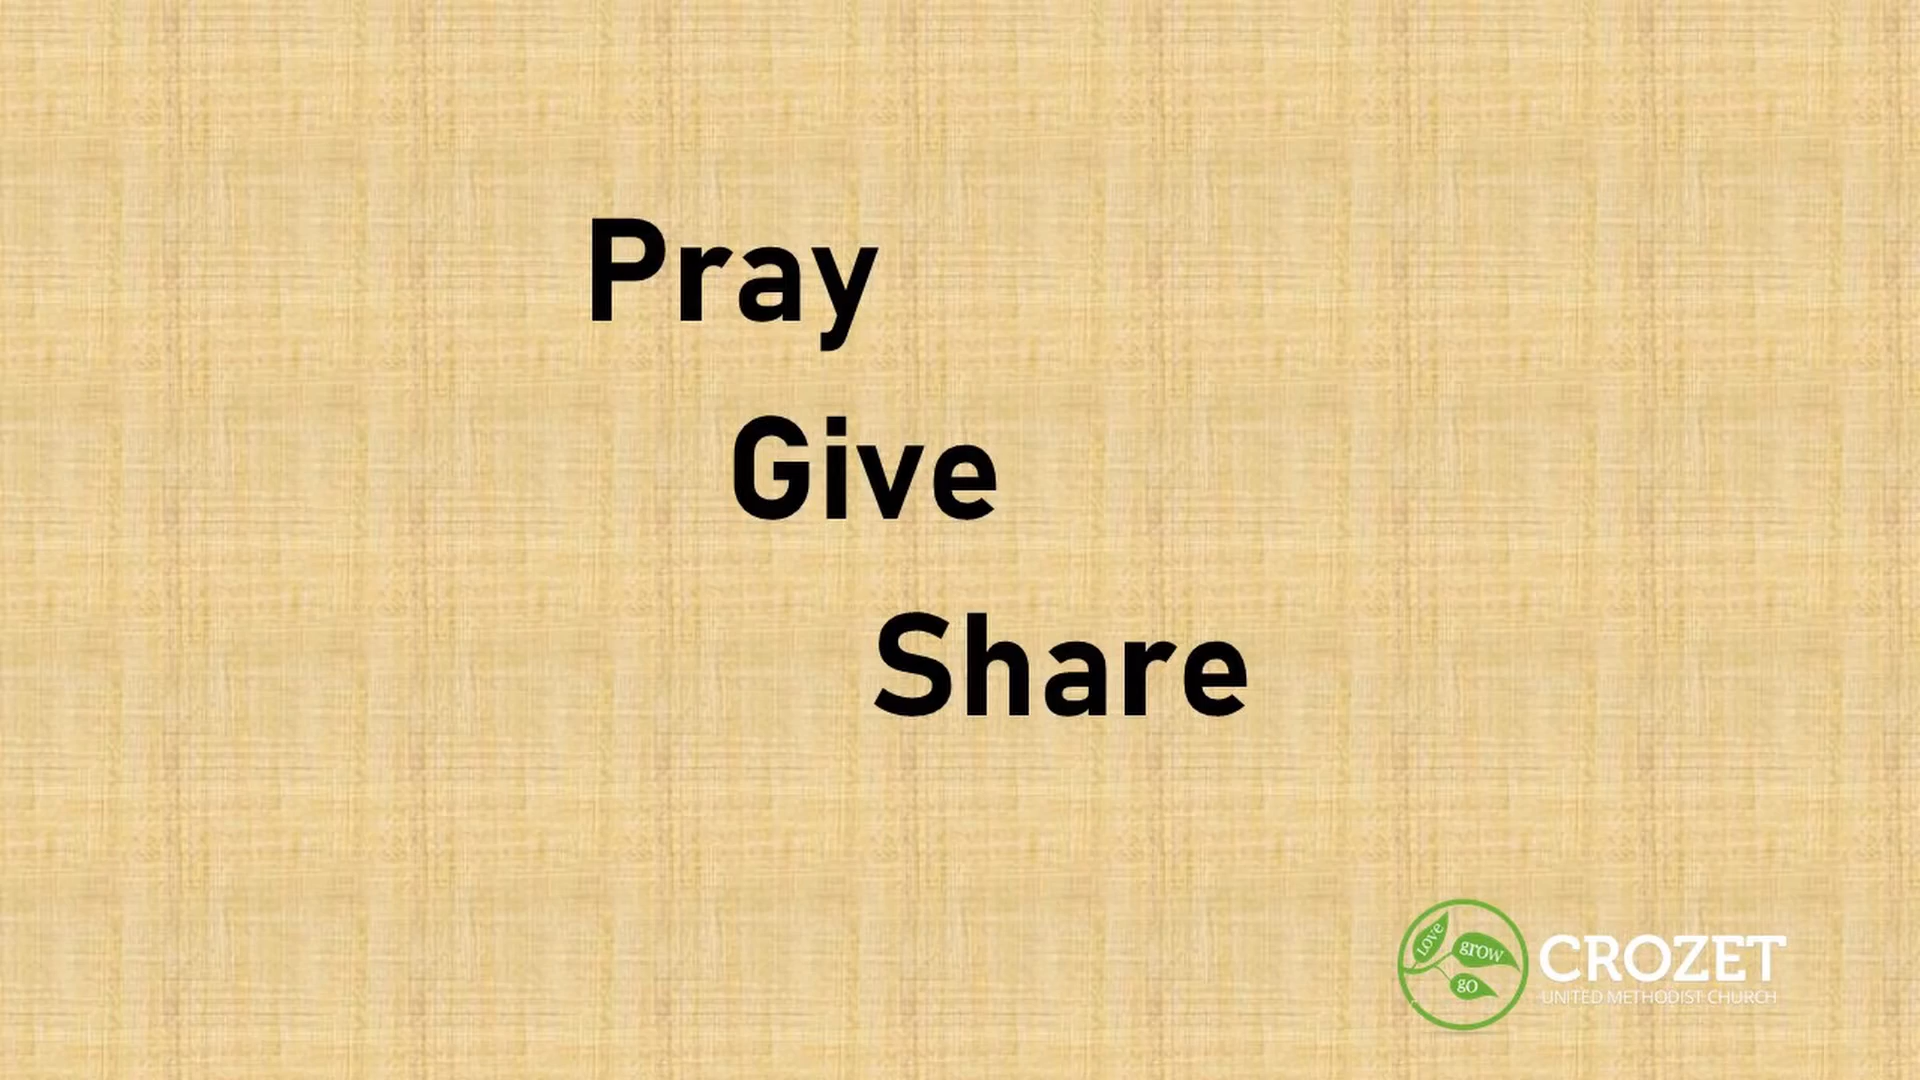 Pray
Give
Share
Love
grow
go
CROZET
UNITED METHODIST CHURCH